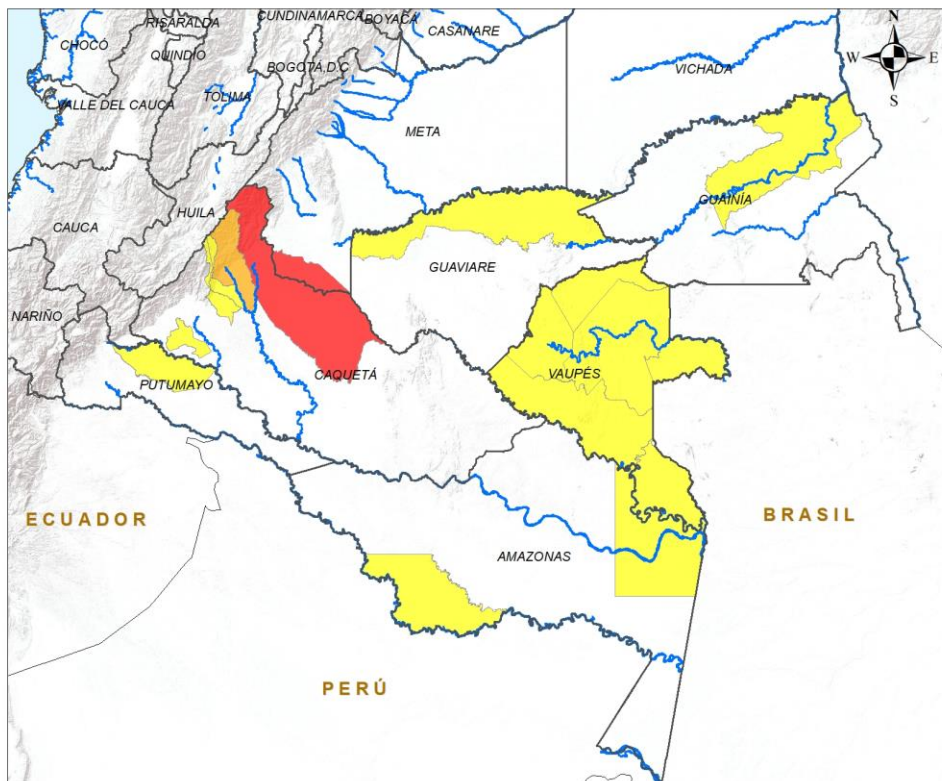 CUNDINAMARCA
BOYACÁ
RISARALDA
CASANARE
N
CHOCÓ
QUINDIO
BOGOTÁ,D.C
VICHADA
W
E
S
VALLE DEL CAUCA
TOLIMA
META
HUILA
GUAINÍA
CAUCA
GUAVIARE
NARIÑO
CAQUETÁ
VAUPÉS
PUTUMAYO
ECUADOR
BRASIL
AMAZONAS
PERÚ